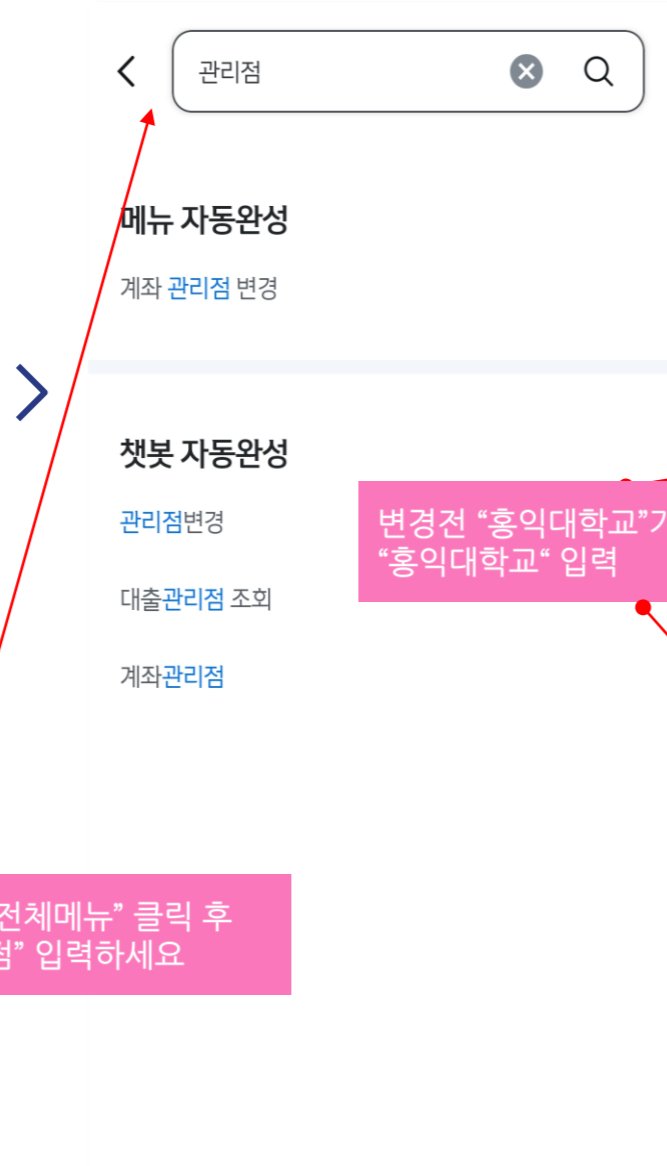 관리점
메뉴 자동완성
계좌 관리점 변경
챗봇 자동완성
관리점변경
변경전 “홍익대학교”
“홍익대학교“ 입력
대출관리점 조회
계좌관리점
전체메뉴” 클릭 후
점” 입력하세요